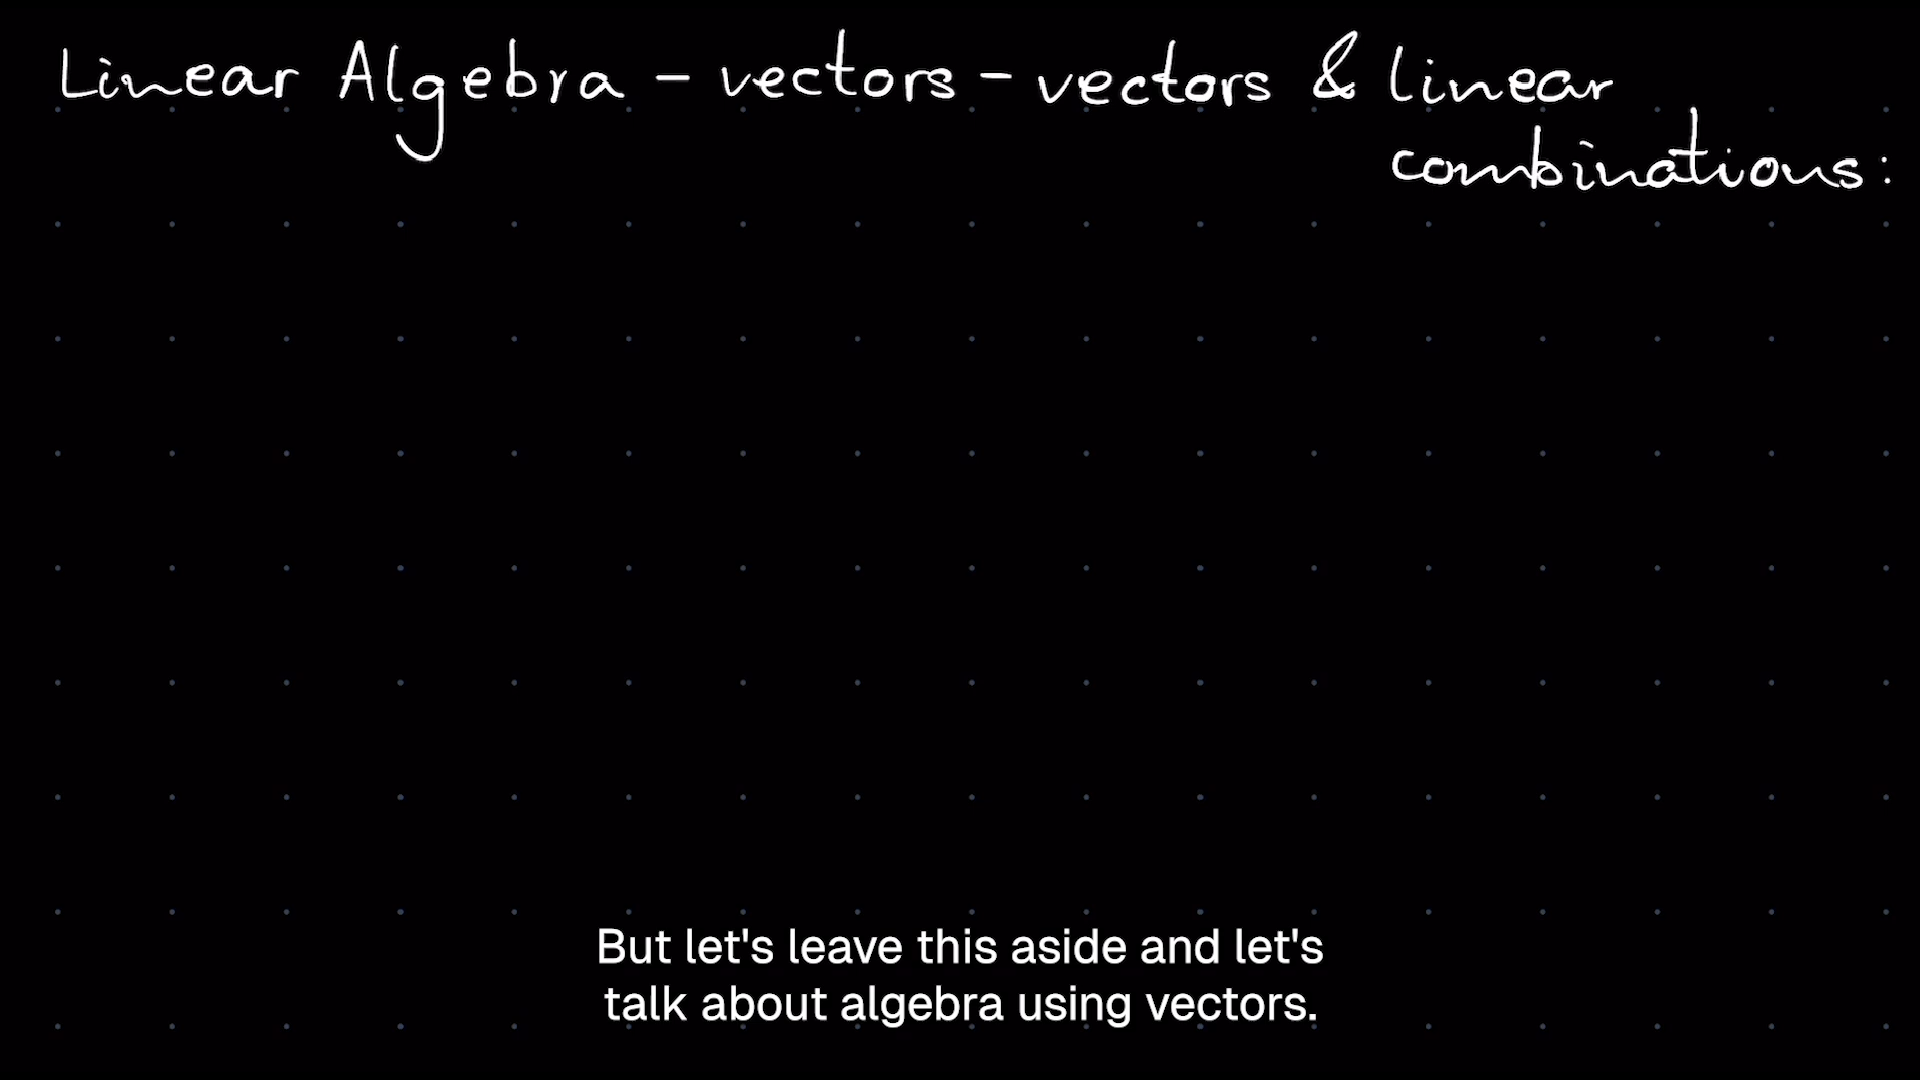 Linear Algebra - vectors - vectors & linear
combinations:
But let's leave this aside and let's
talk about algebra using vectors.